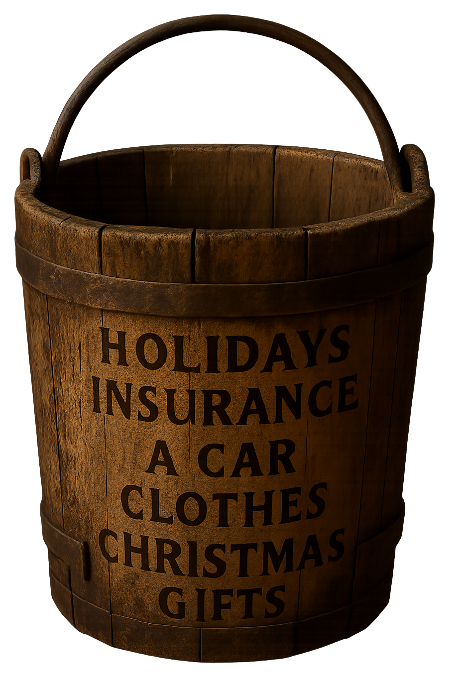 HOLIDAYS
INSURANCE
A CAR
CLOTHES
CHRISTMAS
GIFTS